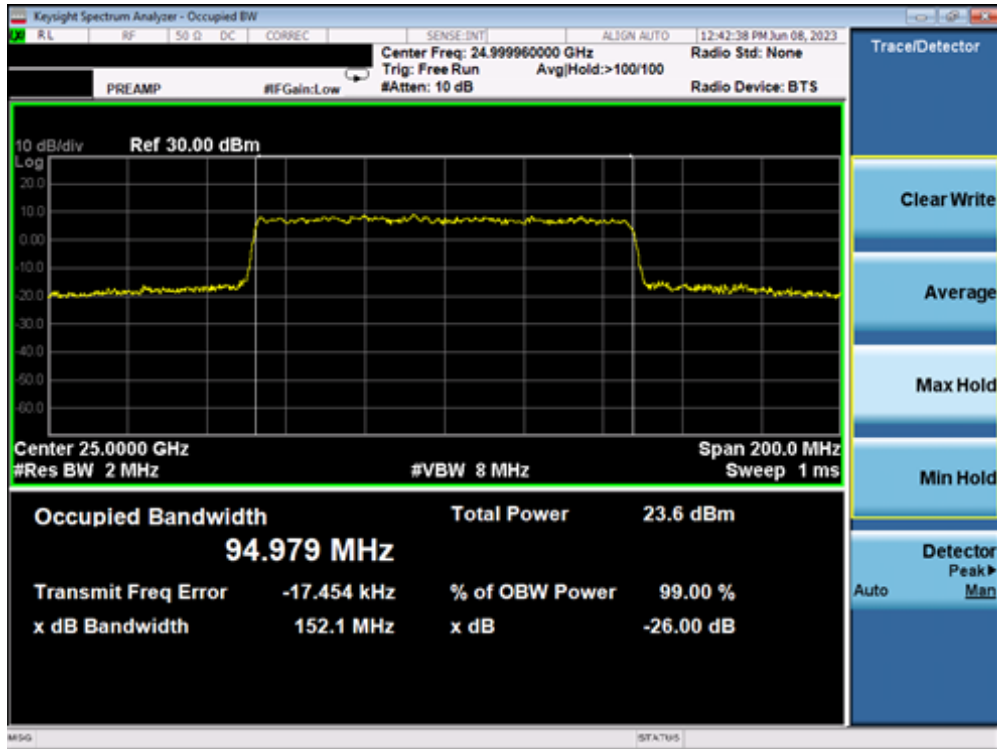 Keysight Spectrum Analyzer - Occupied BW
RL RF 50 Ω DC CORREC SENSE:INT ALIGN AUTO 12:42:38 PM Jun 08, 2023
Center Freq: 24.999960000 GHz Radio Std: None
Trig: Free Run Avg|Hold:>100/100
PREAMP #IFGain:Low #Atten: 10 dB Radio Device: BTS
10 dB/div Ref 30.00 dBm
Log
20.0
10.0
0.00
-10.0
-20.0
-30.0
-40.0
-50.0
-60.0
Center 25.0000 GHz Span 200.0 MHz
#Res BW 2 MHz #VBW 8 MHz Sweep 1 ms
Occupied Bandwidth Total Power 23.6 dBm
94.979 MHz
Transmit Freq Error -17.454 kHz % of OBW Power 99.00 %
x dB Bandwidth 152.1 MHz x dB -26.00 dB
MSG STATUS
Trace/Detector
Clear Write
Average
Max Hold
Min Hold
Detector
Peak▶
Auto Man